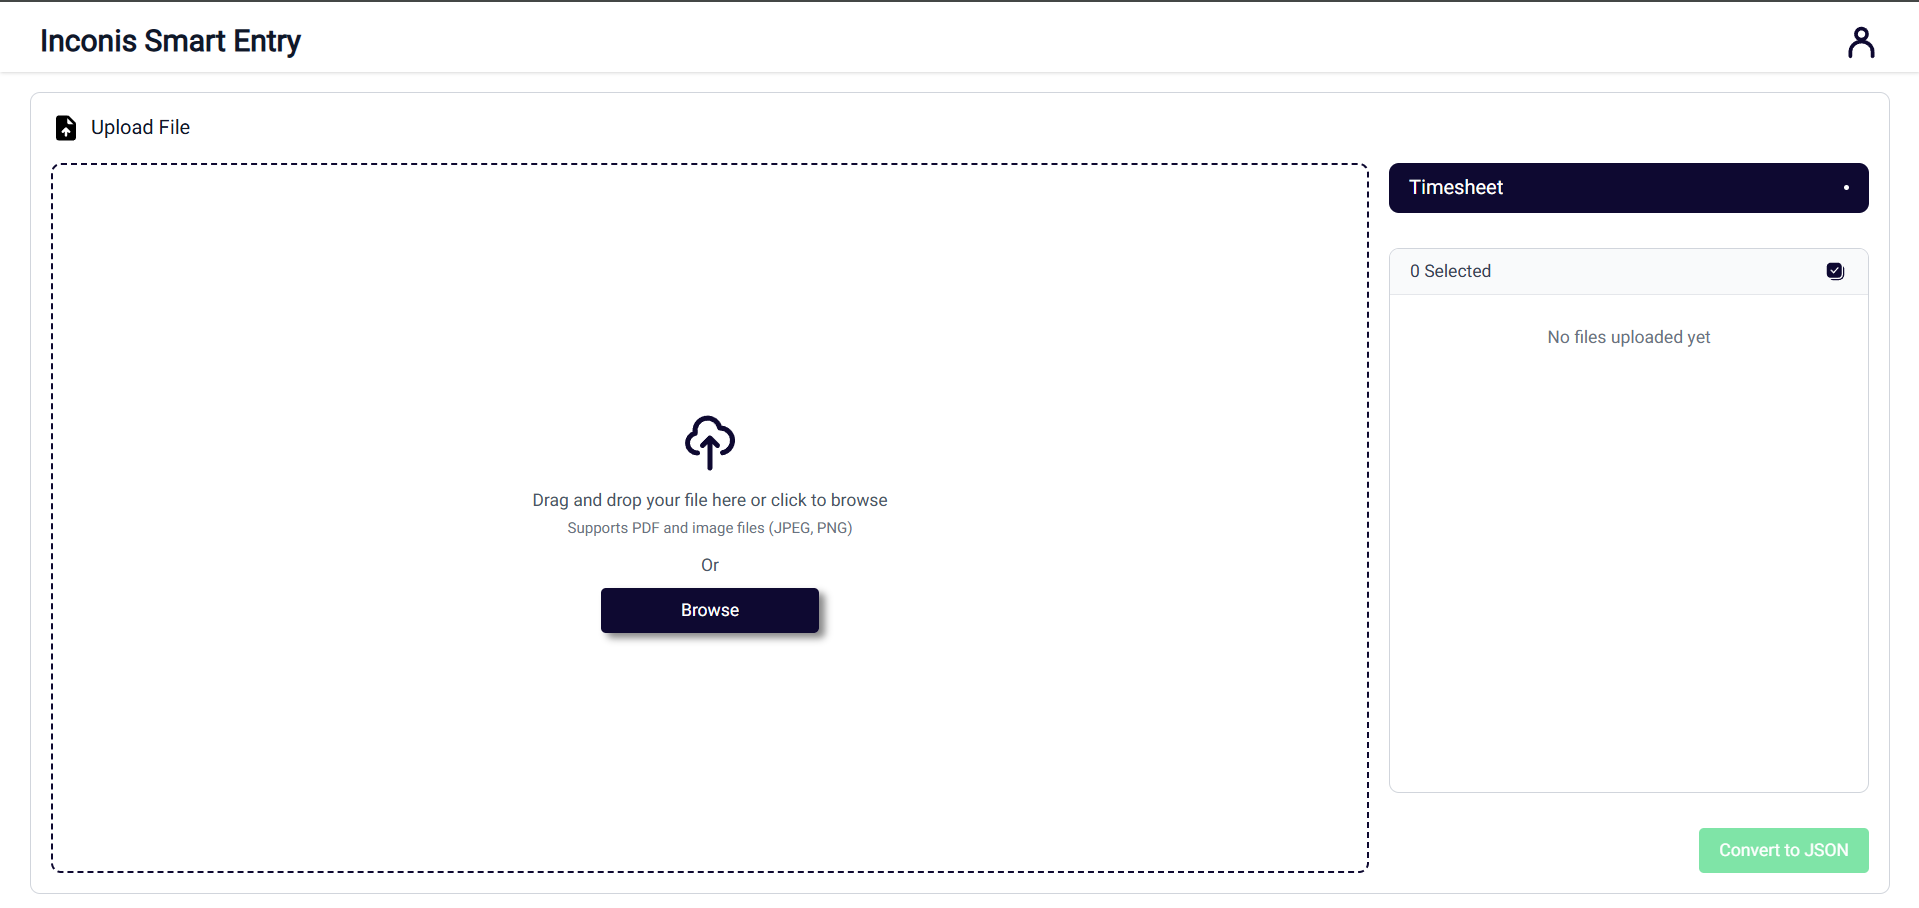 Inconis Smart Entry
Upload File
Drag and drop your file here or click to browse
Supports PDF and image files (JPEG, PNG)
Or
Browse
Timesheet
0 Selected
No files uploaded yet
Convert to JSON